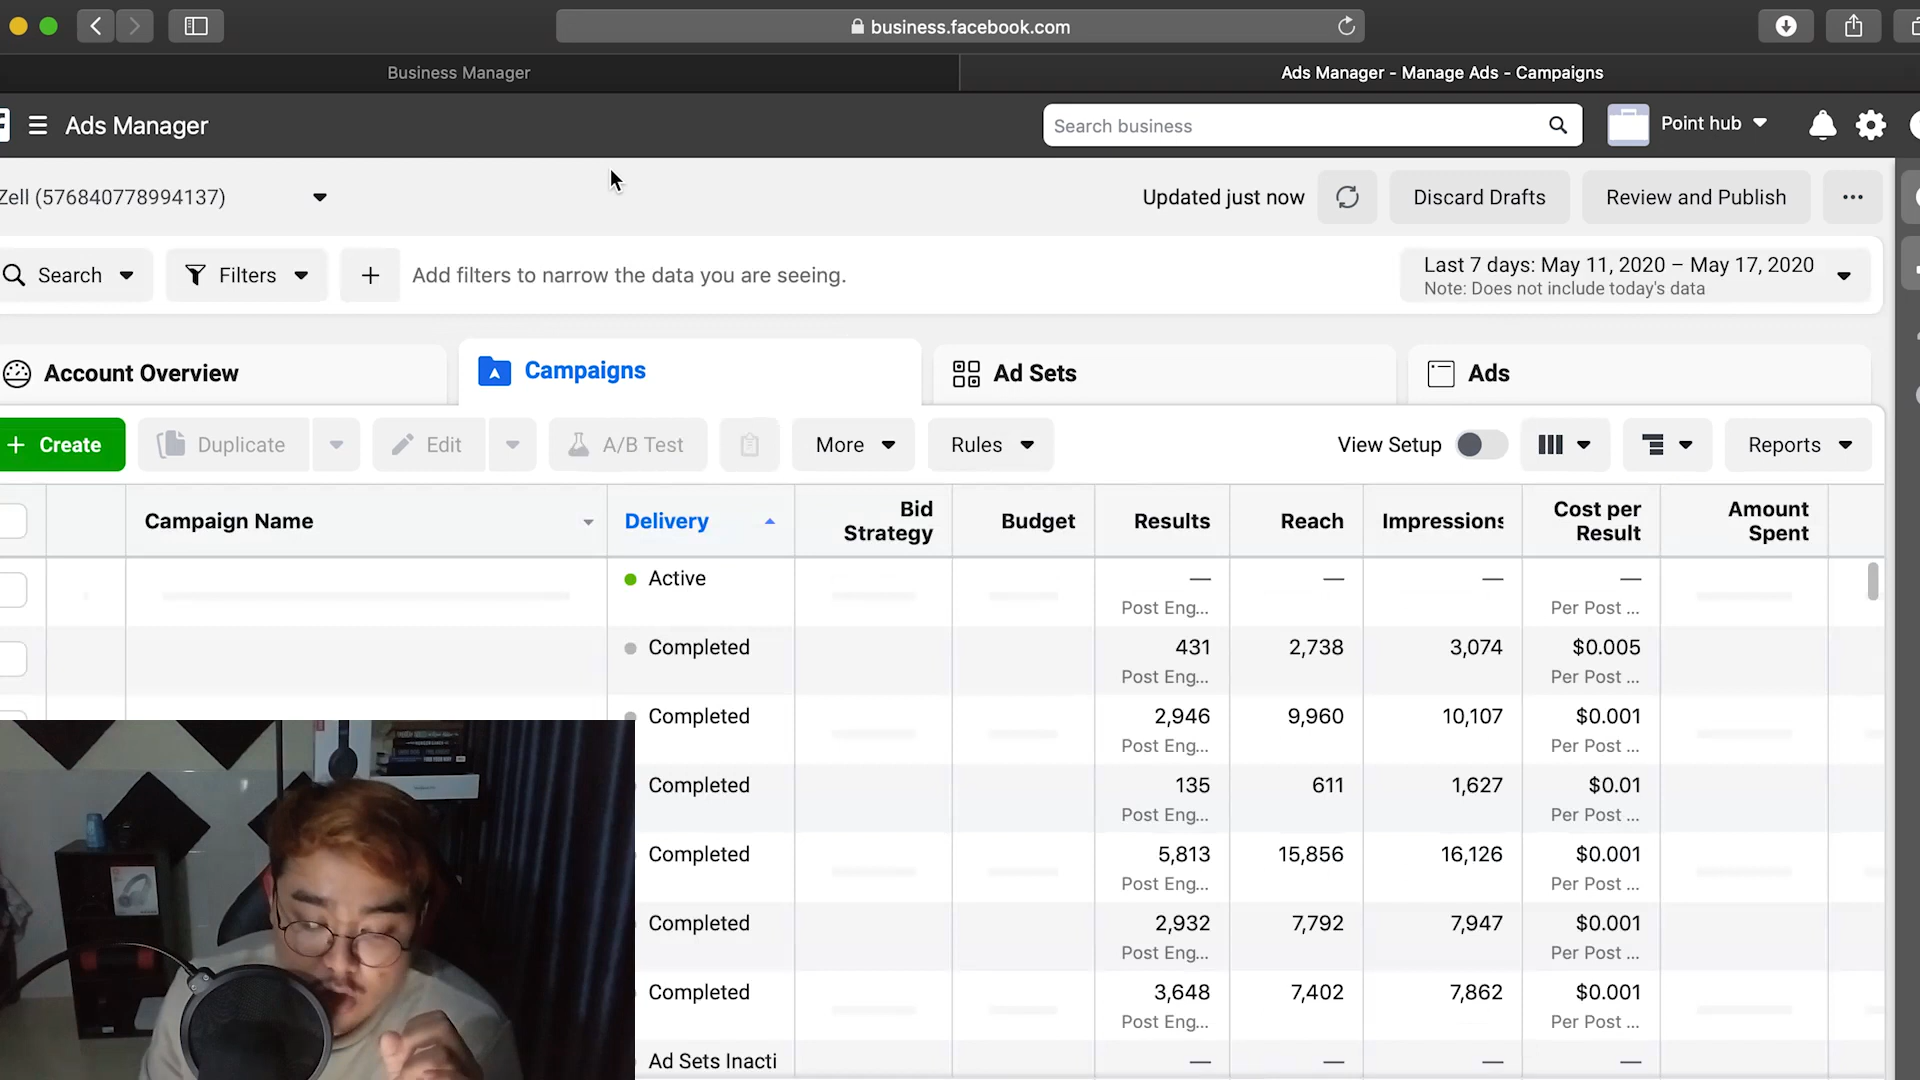 business.facebook.com
Business Manager
Ads Manager - Manage Ads - Campaigns
Ads Manager
Search business
Point hub
Zell (576840778994137)
Updated just now
Discard Drafts
Review and Publish
Search
Filters
Add filters to narrow the data you are seeing.
Last 7 days: May 11, 2020 – May 17, 2020
Note: Does not include today's data
Account Overview
Campaigns
Ad Sets
Ads
+ Create
Duplicate
Edit
A/B Test
More
Rules
View Setup
Reports
Campaign Name
Delivery
Bid
Strategy
Budget
Results
Reach
Impressions
Cost per
Result
Amount
Spent
Active — — — —
Post Eng... Per Post ...
Completed 431 2,738 3,074 $0.005
Post Eng... Per Post ...
Completed 2,946 9,960 10,107 $0.001
Post Eng... Per Post ...
Completed 135 611 1,627 $0.01
Post Eng... Per Post ...
Completed 5,813 15,856 16,126 $0.001
Post Eng... Per Post ...
Completed 2,932 7,792 7,947 $0.001
Post Eng... Per Post ...
Completed 3,648 7,402 7,862 $0.001
Post Eng... Per Post ...
Ad Sets Inacti — — — —